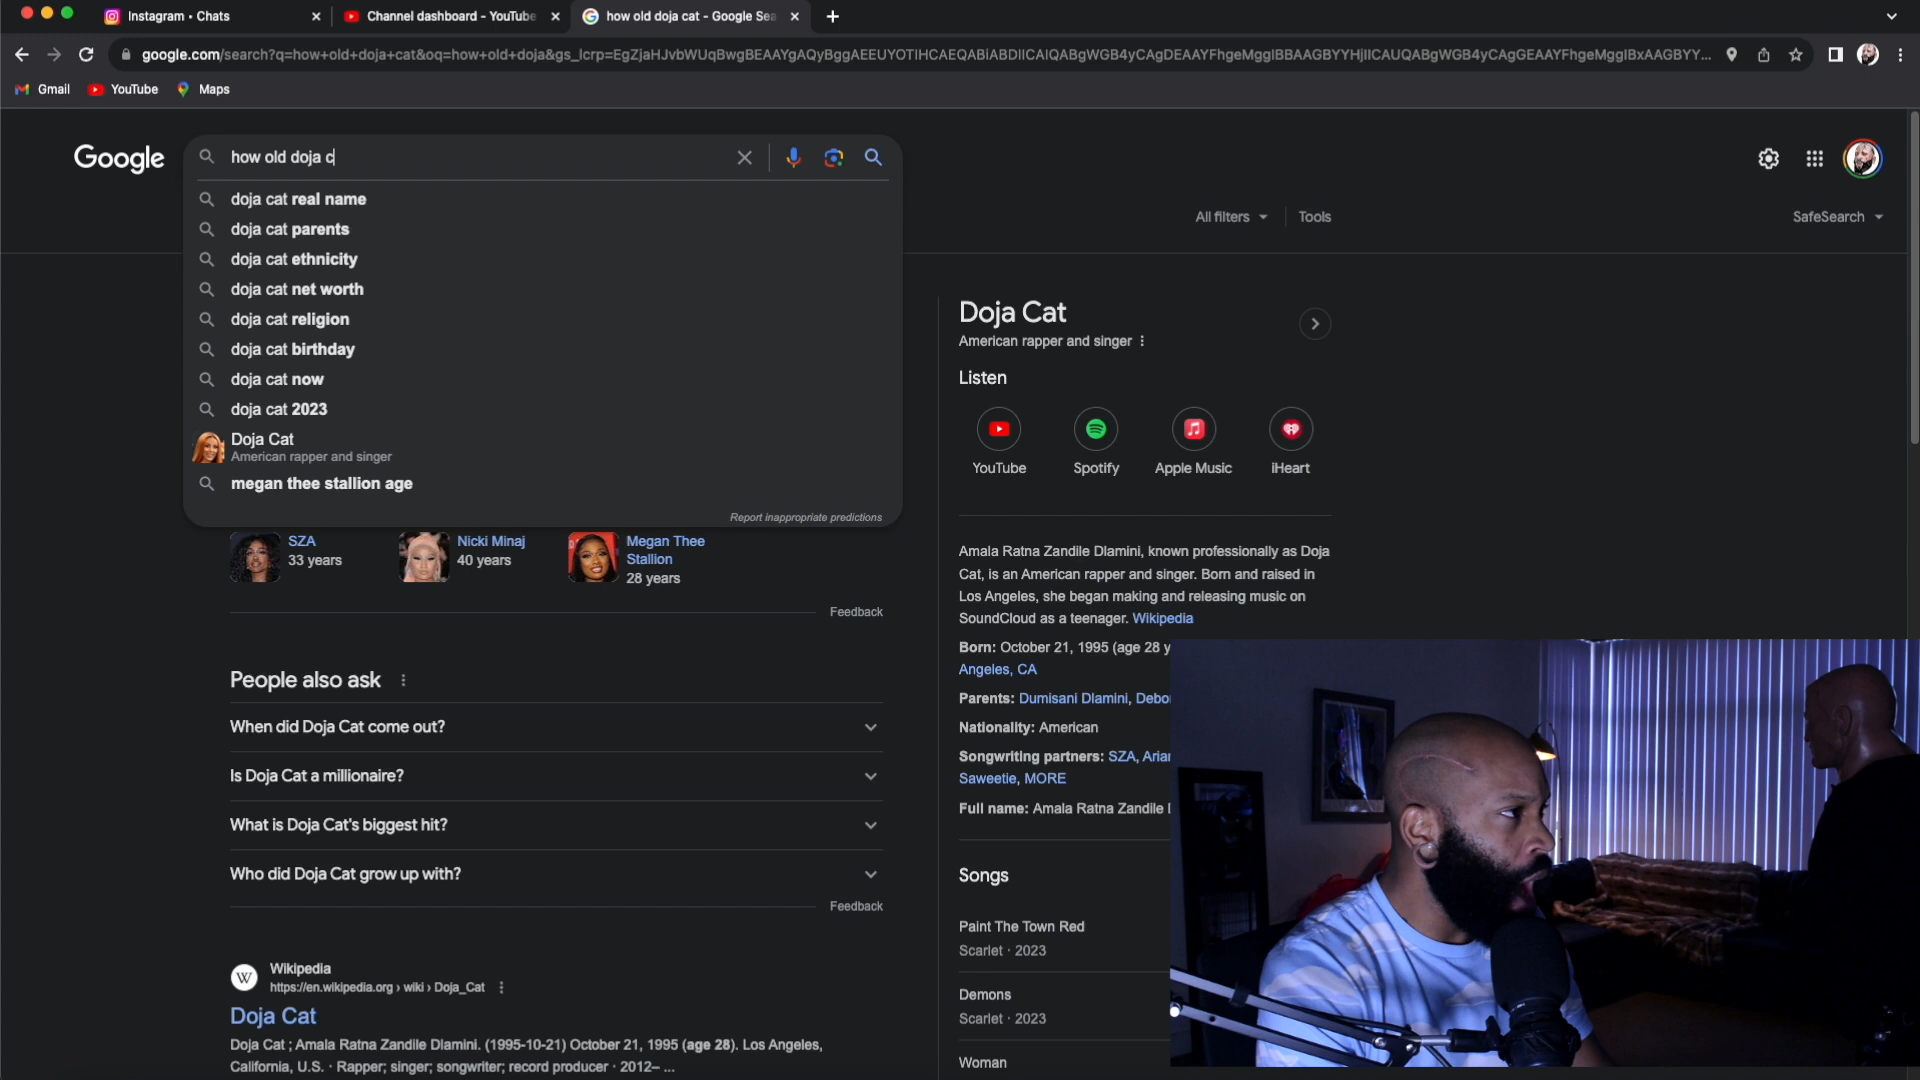 Instagram • Chats
Channel dashboard - YouTube
how old doja cat - Google Sea
google.com/search?q=how+old+doja+cat&oq=how+old+doja&gs_lcrp=EgZjaHJvbWUqBwgBEAAYgAQyBggAEEUYOTIHCAEQABiABDIICAIQABgWGB4yCAgDEAAYFhgeMggIBBAAGBYYHjIICAUQABgWGB4yCAgGEAAYFhgeMggIBxAAGBYY...
Gmail
YouTube
Maps
Google
how old doja c
doja cat real name
doja cat parents
doja cat ethnicity
doja cat net worth
doja cat religion
doja cat birthday
doja cat now
doja cat 2023
Doja Cat
American rapper and singer
megan thee stallion age
Report inappropriate predictions
All filters
Tools
SafeSearch
SZA
33 years
Nicki Minaj
40 years
Megan Thee
Stallion
28 years
Feedback
People also ask
When did Doja Cat come out?
Is Doja Cat a millionaire?
What is Doja Cat's biggest hit?
Who did Doja Cat grow up with?
Feedback
W
Wikipedia
https://en.wikipedia.org › wiki › Doja_Cat
Doja Cat
Doja Cat ; Amala Ratna Zandile Dlamini. (1995-10-21) October 21, 1995 (age 28). Los Angeles,
California, U.S. · Rapper; singer; songwriter; record producer · 2012– ...
Doja Cat
American rapper and singer
Listen
YouTube
Spotify
Apple Music
iHeart
Amala Ratna Zandile Dlamini, known professionally as Doja
Cat, is an American rapper and singer. Born and raised in
Los Angeles, she began making and releasing music on
SoundCloud as a teenager. Wikipedia
Born: October 21, 1995 (age 28 y
Angeles, CA
Parents: Dumisani Dlamini, Debor
Nationality: American
Songwriting partners: SZA, Arian
Saweetie, MORE
Full name: Amala Ratna Zandile
Songs
Paint The Town Red
Scarlet · 2023
Demons
Scarlet · 2023
Woman